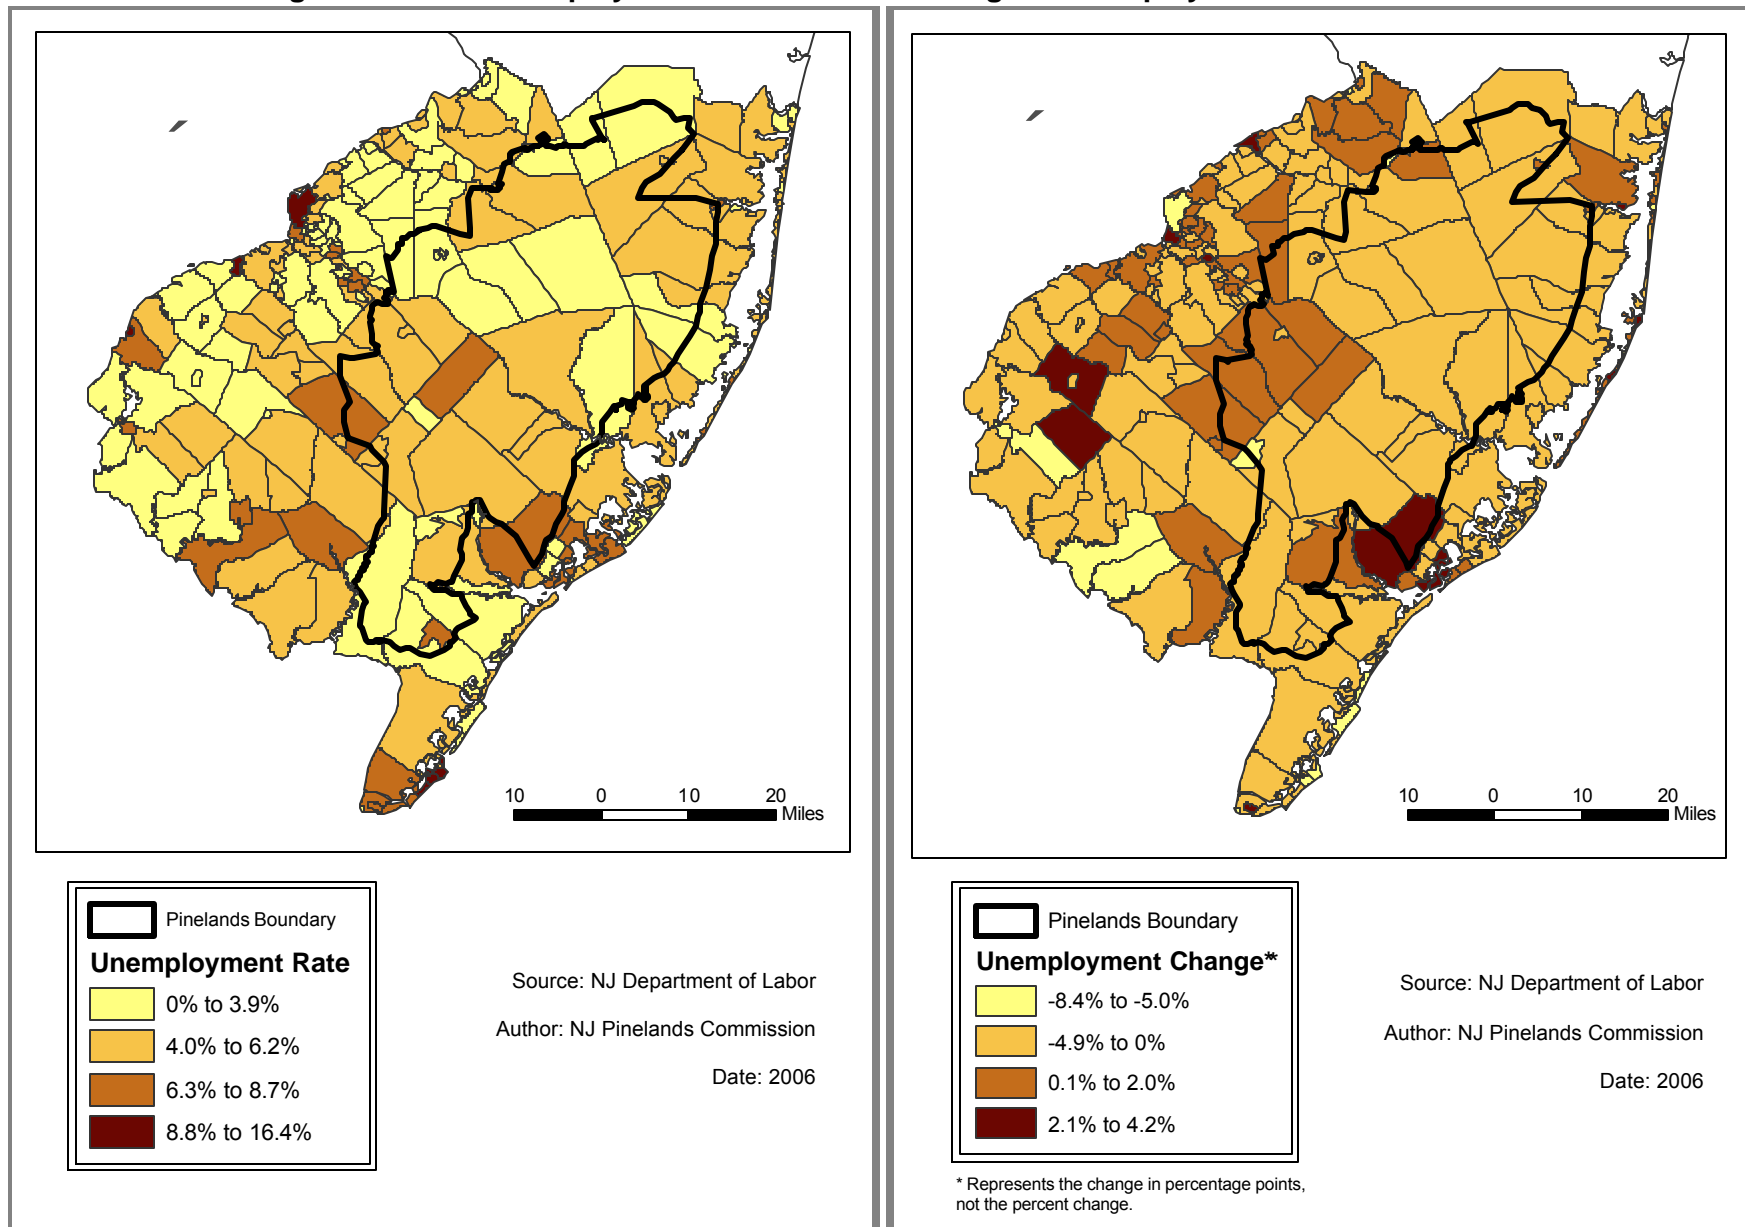 10 0 10 20
Miles
Pinelands Boundary
Unemployment Rate
0% to 3.9%
4.0% to 6.2%
6.3% to 8.7%
8.8% to 16.4%
Source: NJ Department of Labor
Author: NJ Pinelands Commission
Date: 2006
10 0 10 20
Miles
Pinelands Boundary
Unemployment Change*
-8.4% to -5.0%
-4.9% to 0%
0.1% to 2.0%
2.1% to 4.2%
* Represents the change in percentage points,
not the percent change.
Source: NJ Department of Labor
Author: NJ Pinelands Commission
Date: 2006